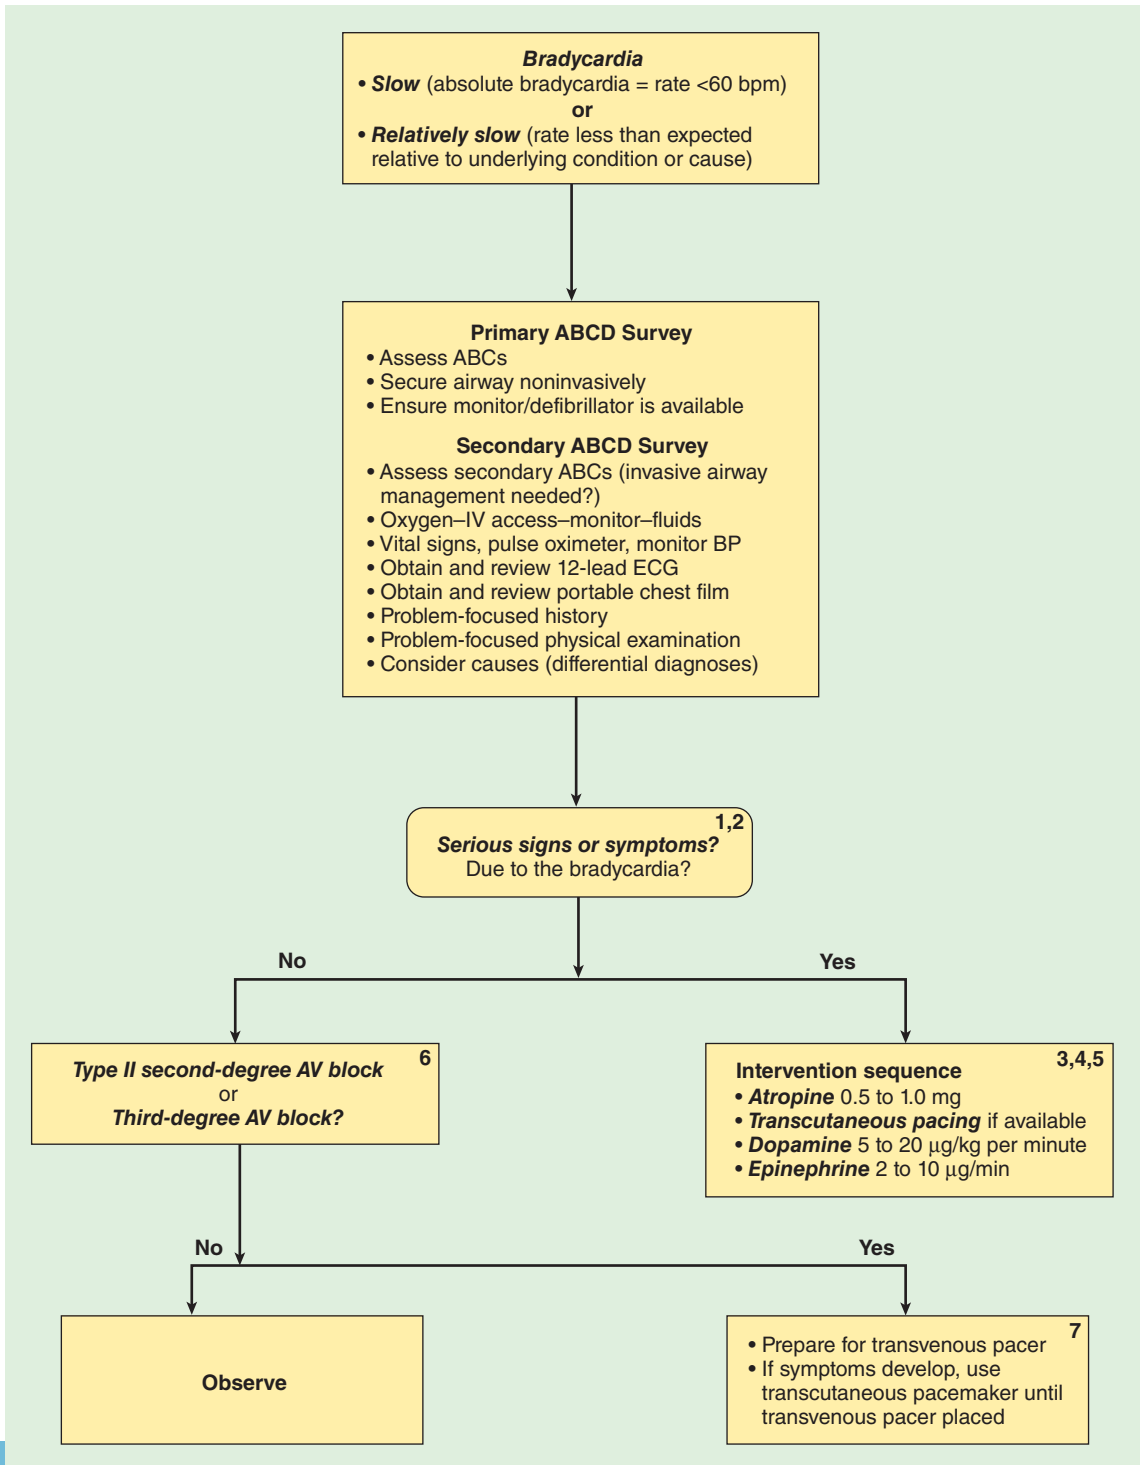 Bradycardia
• Slow (absolute bradycardia = rate <60 bpm)
or
• Relatively slow (rate less than expected
relative to underlying condition or cause)
Primary ABCD Survey
• Assess ABCs
• Secure airway noninvasively
• Ensure monitor/defibrillator is available
Secondary ABCD Survey
• Assess secondary ABCs (invasive airway
management needed?)
• Oxygen–IV access–monitor–fluids
• Vital signs, pulse oximeter, monitor BP
• Obtain and review 12-lead ECG
• Obtain and review portable chest film
• Problem-focused history
• Problem-focused physical examination
• Consider causes (differential diagnoses)
1,2
Serious signs or symptoms?
Due to the bradycardia?
No
Yes
6
Type II second-degree AV block
or
Third-degree AV block?
3,4,5
Intervention sequence
• Atropine 0.5 to 1.0 mg
• Transcutaneous pacing if available
• Dopamine 5 to 20 μg/kg per minute
• Epinephrine 2 to 10 μg/min
No
Yes
Observe
7
• Prepare for transvenous pacer
• If symptoms develop, use
transcutaneous pacemaker until
transvenous pacer placed